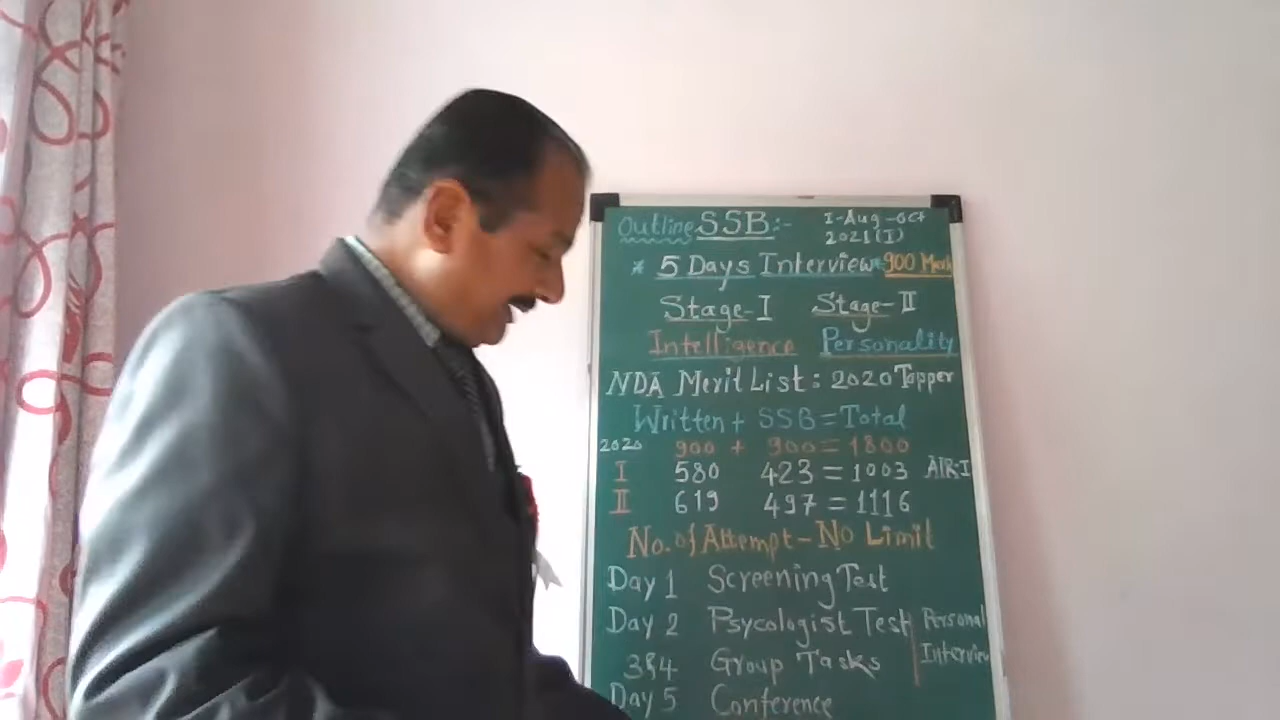 Outline SSB:- I-Aug-Oct
2021(I)
* 5 Days Interview* 900 Mark
Stage-I Stage-II
Intelligence Personality
NDA Merit List: 2020 Topper
Written + SSB = Total
2020 900 + 900 = 1800
I 580 423 = 1003 AIR-I
II 619 497 = 1116
No. of Attempt - No Limit
Day 1 Screening Test
Day 2 Psycologist Test Personal
3&4 Group Tasks Interview
Day 5 Conference